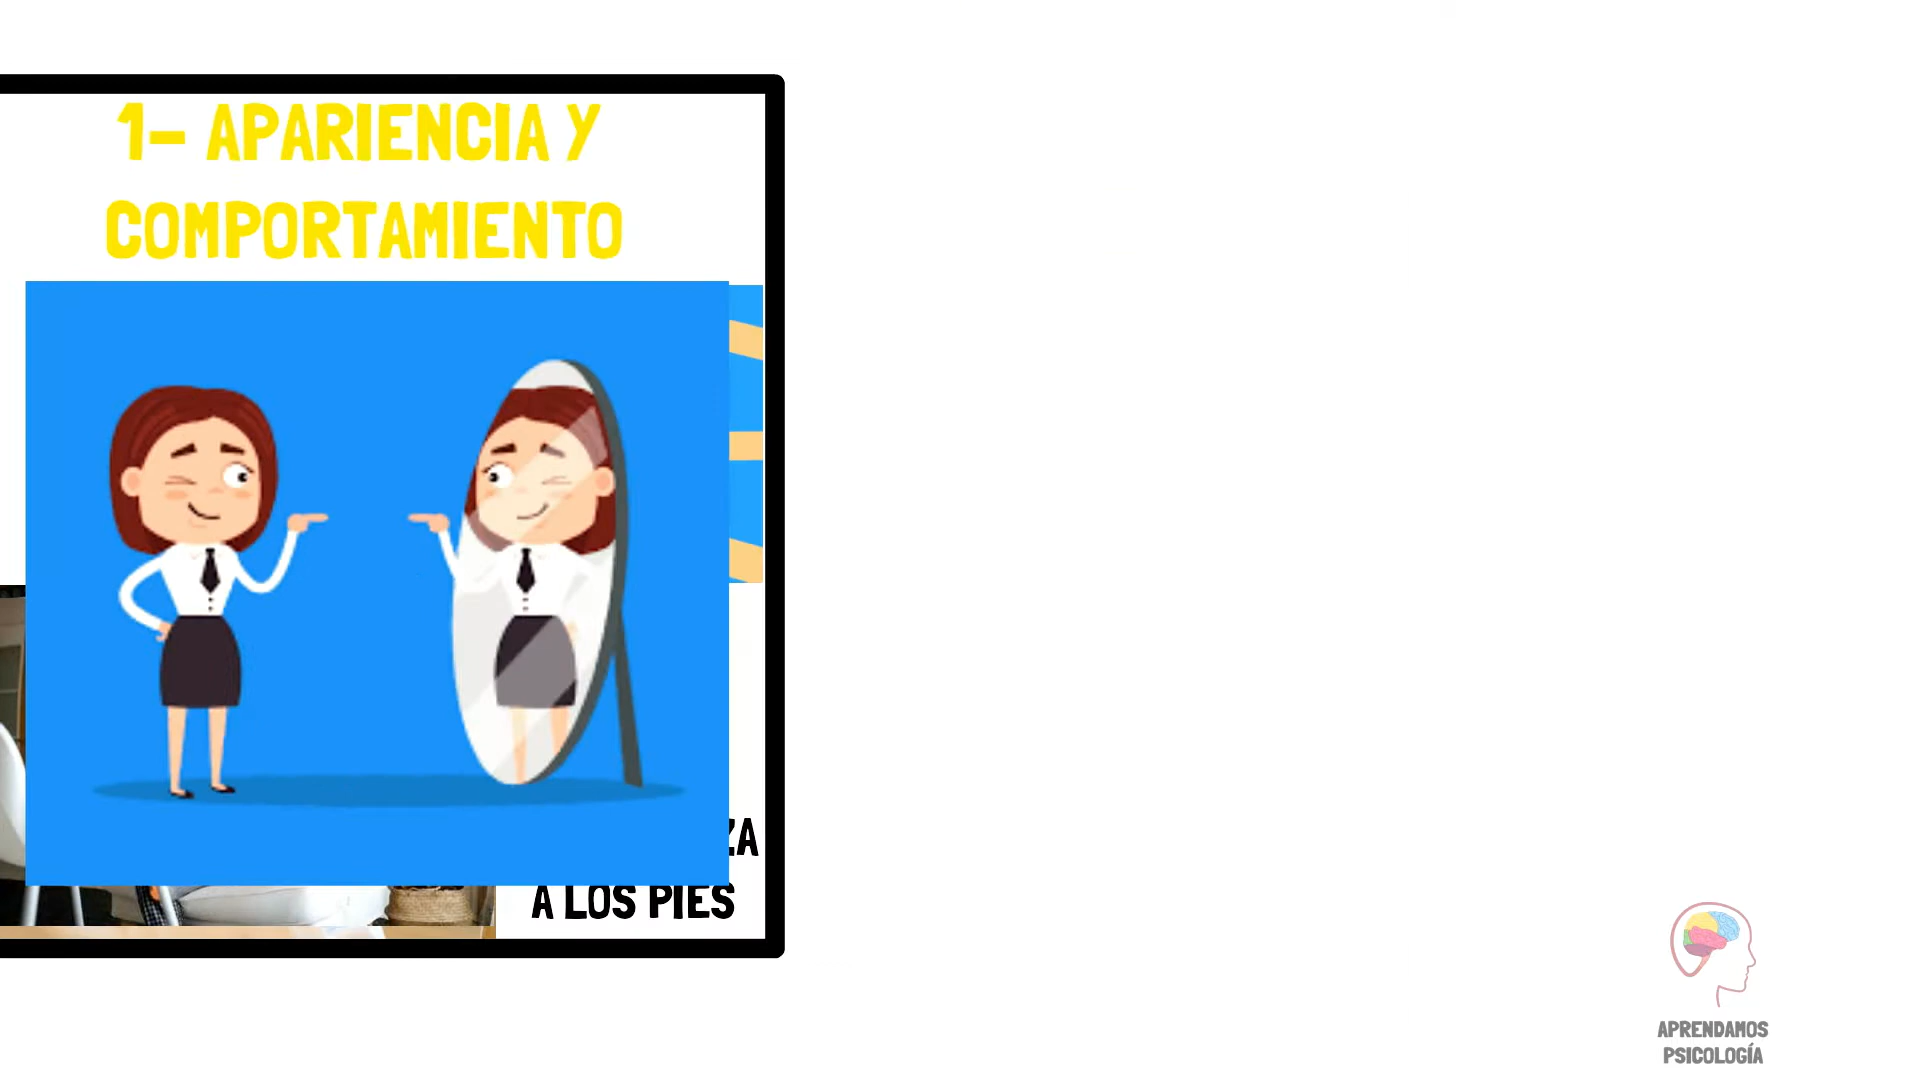 1- APARIENCIA Y
COMPORTAMIENTO
A LOS PIES
APRENDAMOS
PSICOLOGÍA